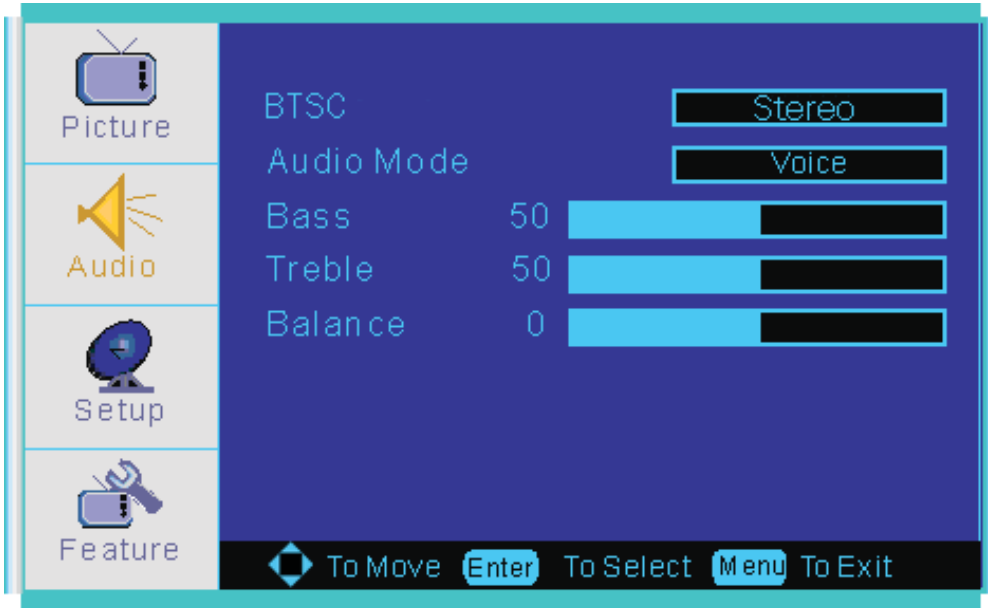 Picture
Audio
Setup
Feature
BTSC Stereo
Audio Mode Voice
Bass 50
Treble 50
Balance 0
To Move Enter To Select Menu To Exit